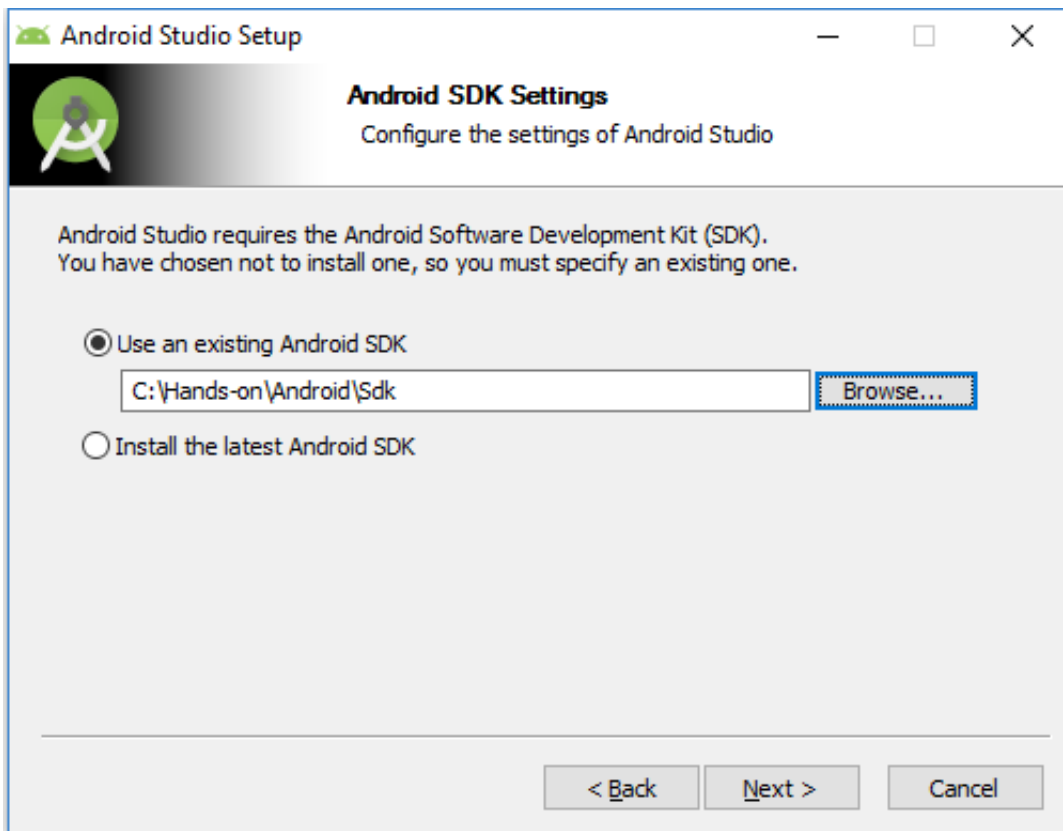 Android Studio Setup
Android SDK Settings
Configure the settings of Android Studio
Android Studio requires the Android Software Development Kit (SDK).
You have chosen not to install one, so you must specify an existing one.
Use an existing Android SDK
C:\Hands-on\Android\Sdk
Browse...
Install the latest Android SDK
< Back
Next >
Cancel